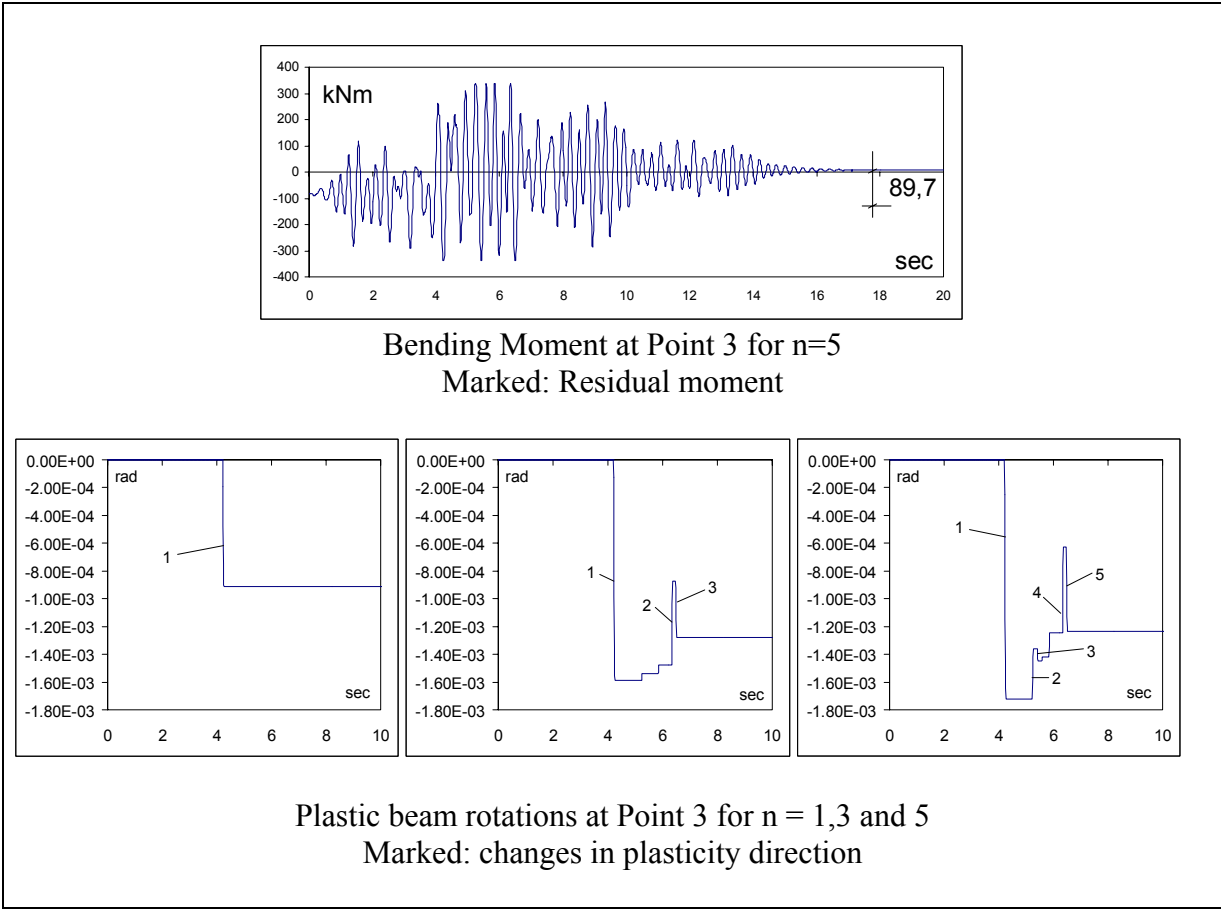 400
300
200
100
0
-100
-200
-300
-400
kNm
89,7
sec
0 2 4 6 8 10 12 14 16 18 20
Bending Moment at Point 3 for n=5
Marked: Residual moment
0.00E+00
-2.00E-04
-4.00E-04
-6.00E-04
-8.00E-04
-1.00E-03
-1.20E-03
-1.40E-03
-1.60E-03
-1.80E-03
rad
1
sec
0 2 4 6 8 10
0.00E+00
-2.00E-04
-4.00E-04
-6.00E-04
-8.00E-04
-1.00E-03
-1.20E-03
-1.40E-03
-1.60E-03
-1.80E-03
rad
1
2
3
sec
0 2 4 6 8 10
0.00E+00
-2.00E-04
-4.00E-04
-6.00E-04
-8.00E-04
-1.00E-03
-1.20E-03
-1.40E-03
-1.60E-03
-1.80E-03
rad
1
5
4
3
2
sec
0 2 4 6 8 10
Plastic beam rotations at Point 3 for n = 1,3 and 5
Marked: changes in plasticity direction